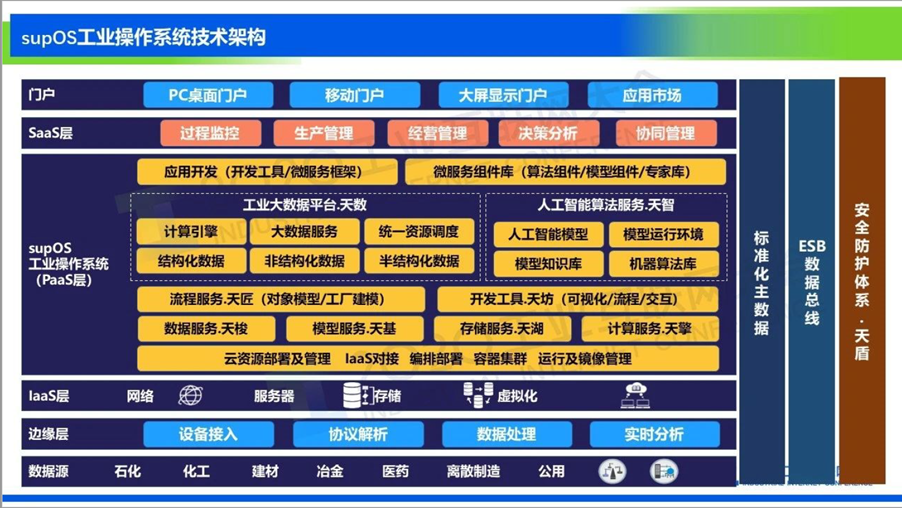 supOS工业操作系统技术架构
门户
PC桌面门户
移动门户
大屏显示门户
应用市场
SaaS层
过程监控
生产管理
经营管理
决策分析
协同管理
supOS
工业操作系统
（PaaS层）
应用开发（开发工具/微服务框架）
微服务组件库（算法组件/模型组件/专家库）
工业大数据平台.天数
计算引擎
大数据服务
统一资源调度
结构化数据
非结构化数据
半结构化数据
人工智能算法服务.天智
人工智能模型
模型运行环境
模型知识库
机器算法库
流程服务.天匠（对象模型/工厂建模）
开发工具.天坊（可视化/流程/交互）
数据服务.天梭
模型服务.天基
存储服务.天湖
计算服务.天擎
云资源部署及管理 IaaS对接 编排部署 容器集群 运行及镜像管理
IaaS层
网络
服务器
存储
虚拟化
边缘层
设备接入
协议解析
数据处理
实时分析
数据源
石化
化工
建材
冶金
医药
离散制造
公用
标准化主数据
ESB
数据总线
安全防护体系.天盾